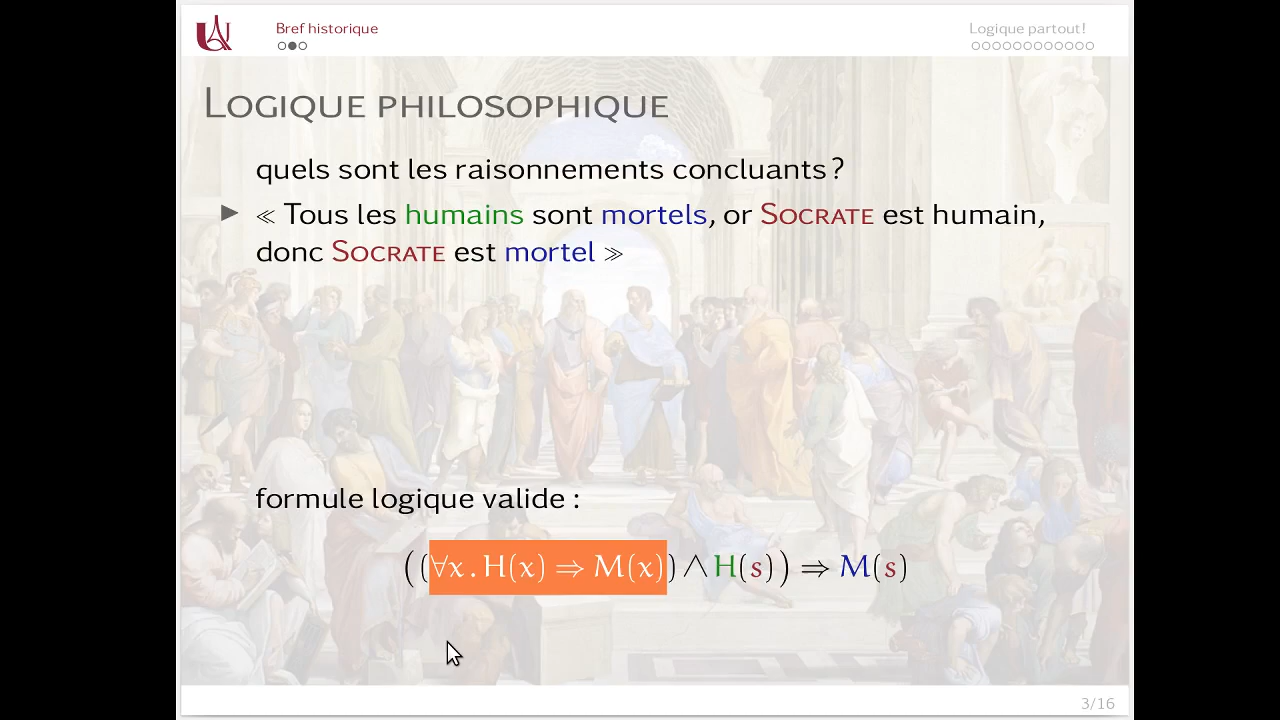 Bref historique
Logique partout!
LOGIQUE PHILOSOPHIQUE
quels sont les raisonnements concluants ?
▶ ≪ Tous les humains sont mortels, or SOCRATE est humain,
donc SOCRATE est mortel ≫
formule logique valide :
((∀x . H(x) ⇒ M(x)) ∧ H(s)) ⇒ M(s)
3/16